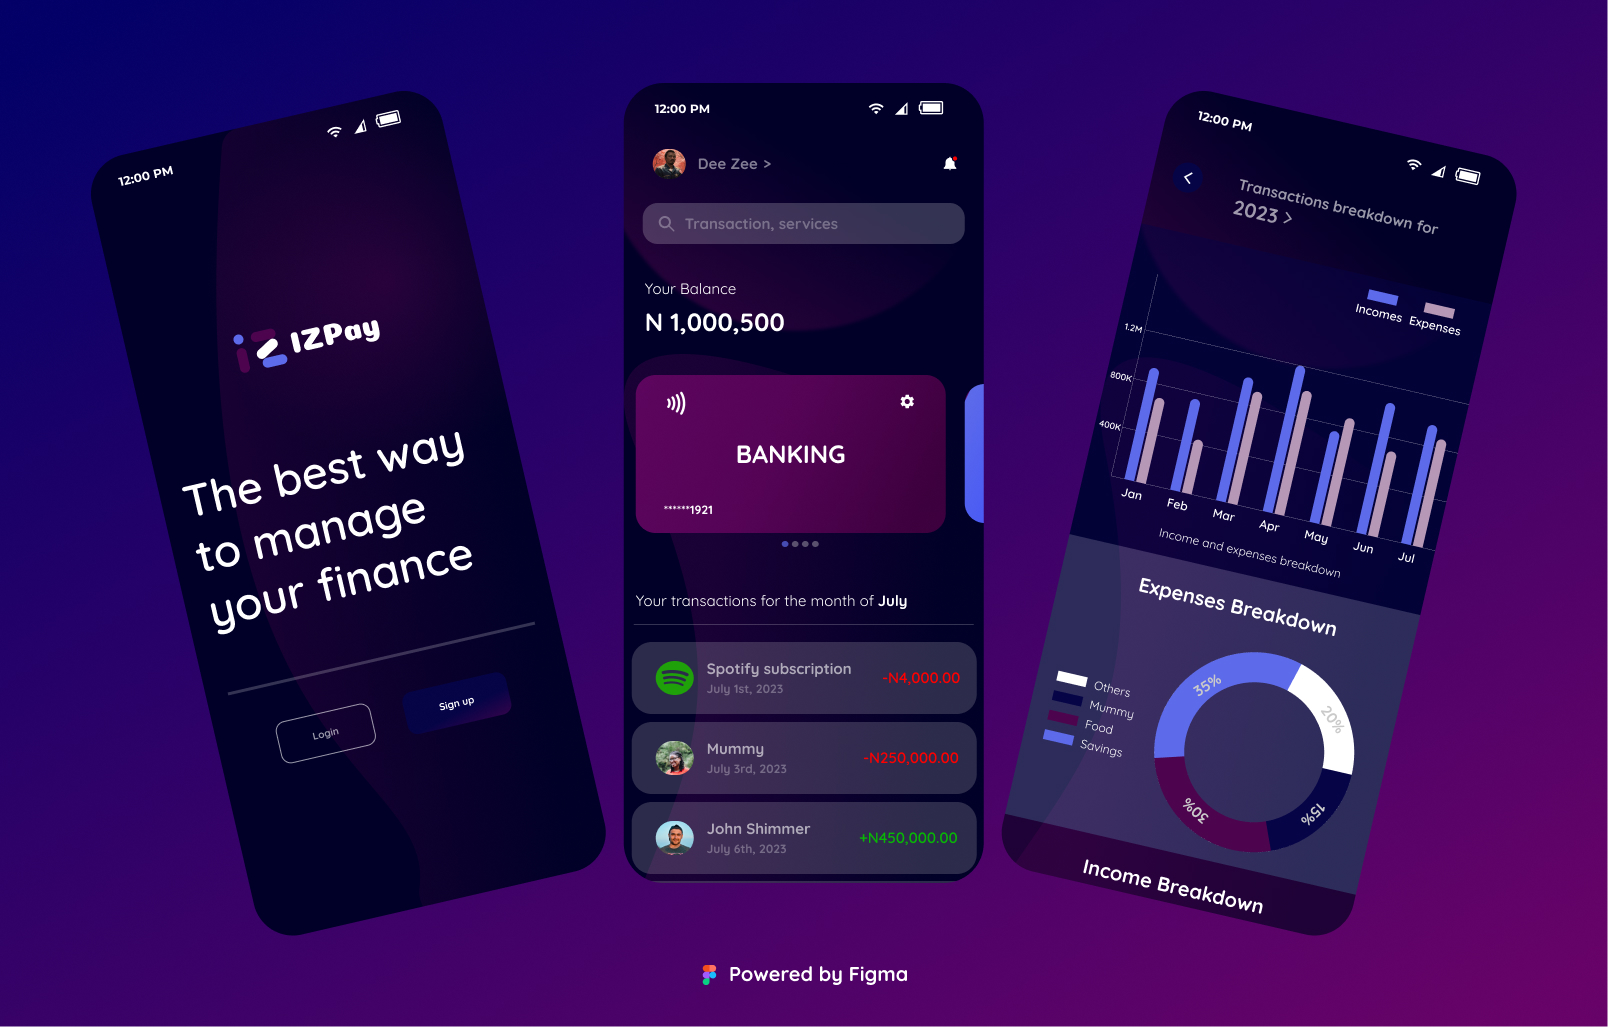 12:00 PM
IZPay
The best way
to manage
your finance
Login
Sign up
12:00 PM
Dee Zee >
Transaction, services
Your Balance
N 1,000,500
BANKING
******1921
Your transactions for the month of July
Spotify subscription
July 1st, 2023
-N4,000.00
Mummy
July 3rd, 2023
-N250,000.00
John Shimmer
July 6th, 2023
+N450,000.00
12:00 PM
Transactions breakdown for
2023 >
Incomes
Expenses
1.2M
800K
400K
Jan
Feb
Mar
Apr
May
Jun
Jul
Income and expenses breakdown
Expenses Breakdown
Others
Mummy
Food
Savings
35%
20%
30%
15%
Income Breakdown
Powered by Figma